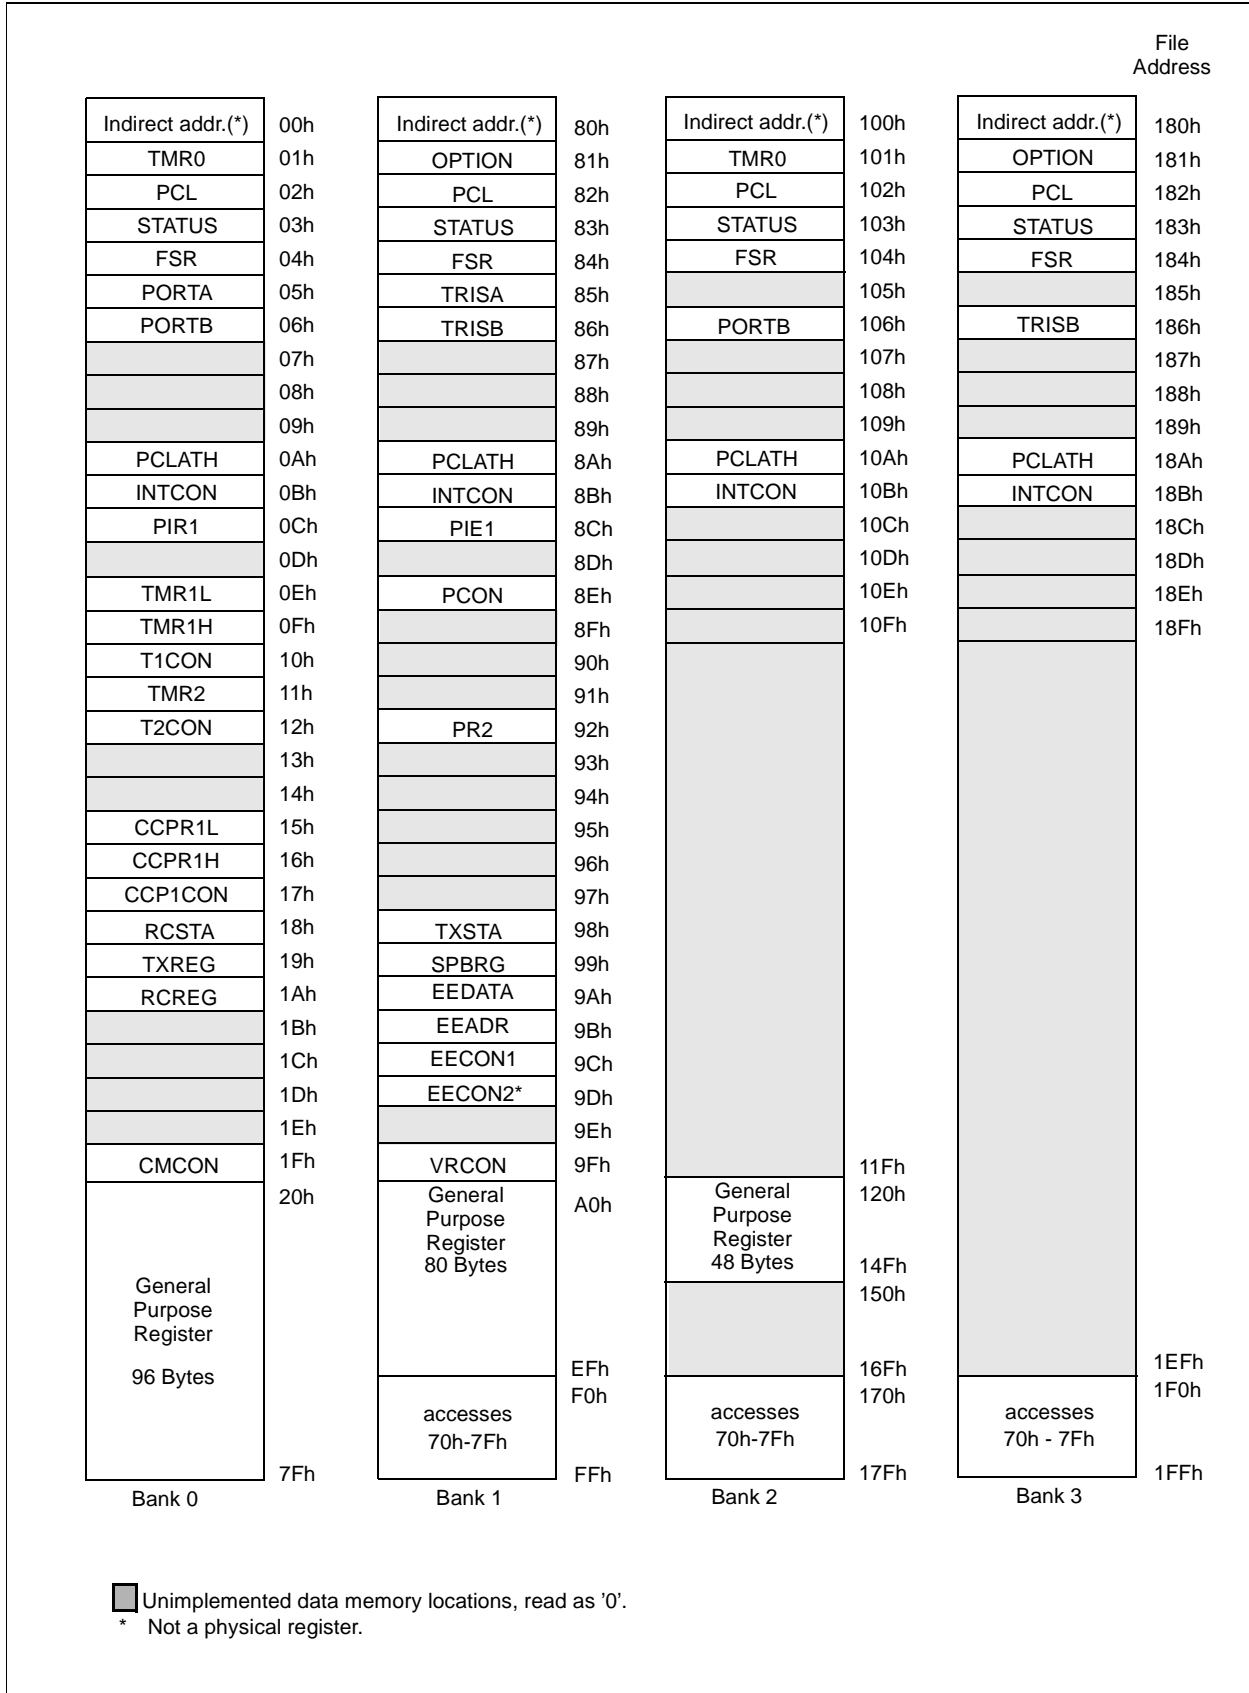 File
Address
Indirect addr.(*) 00h Indirect addr.(*) 80h Indirect addr.(*) 100h Indirect addr.(*) 180h
TMR0 01h OPTION 81h TMR0 101h OPTION 181h
PCL 02h PCL 82h PCL 102h PCL 182h
STATUS 03h STATUS 83h STATUS 103h STATUS 183h
FSR 04h FSR 84h FSR 104h FSR 184h
PORTA 05h TRISA 85h 105h 185h
PORTB 06h TRISB 86h PORTB 106h TRISB 186h
07h 87h 107h 187h
08h 88h 108h 188h
09h 89h 109h 189h
PCLATH 0Ah PCLATH 8Ah PCLATH 10Ah PCLATH 18Ah
INTCON 0Bh INTCON 8Bh INTCON 10Bh INTCON 18Bh
PIR1 0Ch PIE1 8Ch 10Ch 18Ch
0Dh 8Dh 10Dh 18Dh
TMR1L 0Eh PCON 8Eh 10Eh 18Eh
TMR1H 0Fh 8Fh 10Fh 18Fh
T1CON 10h 90h
TMR2 11h 91h
T2CON 12h PR2 92h
13h 93h
14h 94h
CCPR1L 15h 95h
CCPR1H 16h 96h
CCP1CON 17h 97h
RCSTA 18h TXSTA 98h
TXREG 19h SPBRG 99h
RCREG 1Ah EEDATA 9Ah
1Bh EEADR 9Bh
1Ch EECON1 9Ch
1Dh EECON2* 9Dh
1Eh 9Eh
CMCON 1Fh VRCON 9Fh 11Fh
20h General A0h General 120h
Purpose Purpose
Register Register
80 Bytes 48 Bytes 14Fh
General 150h
Purpose
Register
96 Bytes EFh 16Fh 1EFh
F0h 170h 1F0h
accesses accesses accesses
70h-7Fh 70h-7Fh 70h - 7Fh
7Fh FFh 17Fh 1FFh
Bank 0 Bank 1 Bank 2 Bank 3
Unimplemented data memory locations, read as '0'.
* Not a physical register.